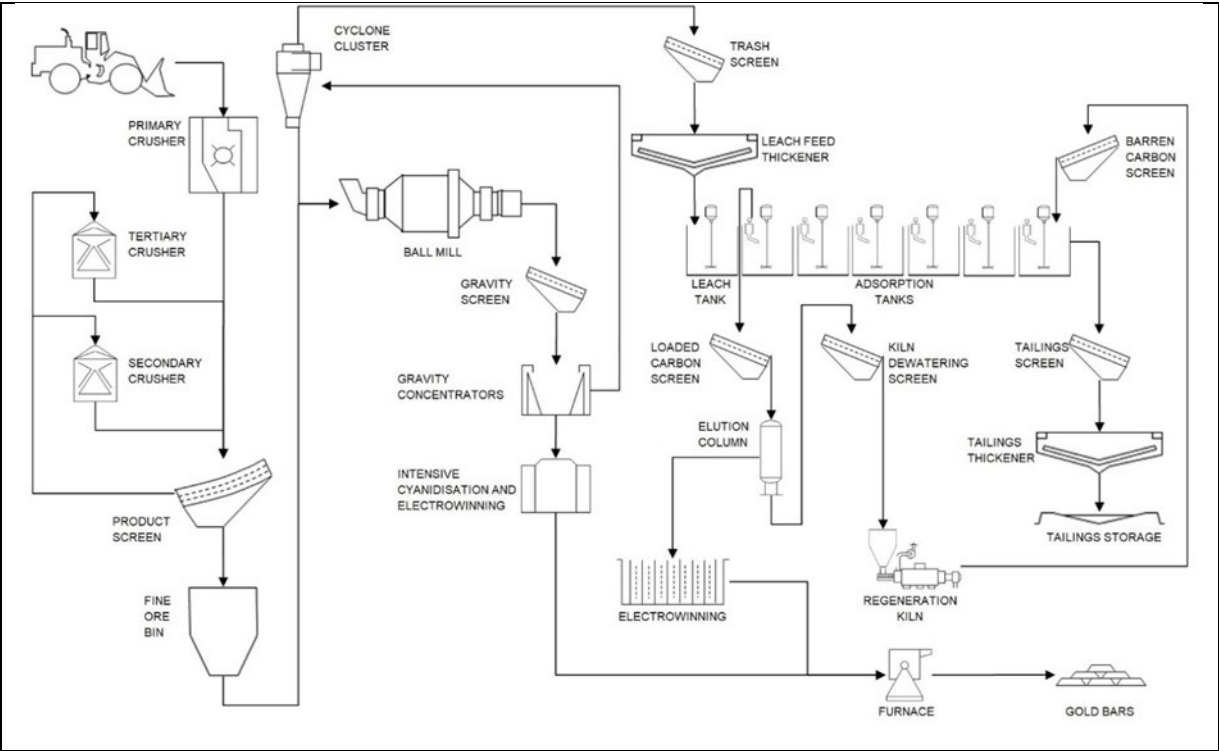 CYCLONE
CLUSTER
TRASH
SCREEN
PRIMARY
CRUSHER
LEACH FEED
THICKENER
BARREN
CARBON
SCREEN
TERTIARY
CRUSHER
BALL MILL
GRAVITY
SCREEN
LEACH
TANK
ADSORPTION
TANKS
SECONDARY
CRUSHER
GRAVITY
CONCENTRATORS
LOADED
CARBON
SCREEN
KILN
DEWATERING
SCREEN
TAILINGS
SCREEN
ELUTION
COLUMN
TAILINGS
THICKENER
INTENSIVE
CYANIDISATION AND
ELECTROWINNING
PRODUCT
SCREEN
TAILINGS STORAGE
FINE
ORE
BIN
ELECTROWINNING
REGENERATION
KILN
FURNACE
GOLD BARS